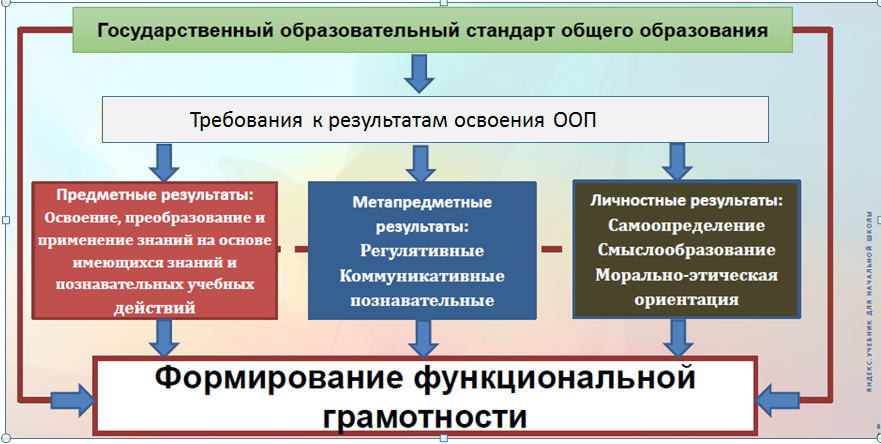 Государственный образовательный стандарт общего образования
Требования к результатам освоения ООП
Предметные результаты:
Освоение, преобразование и
применение знаний на основе
имеющихся знаний и
познавательных учебных
действий
Метапредметные
результаты:
Регулятивные
Коммуникативные
познавательные
Личностные результаты:
Самоопределение
Смыслообразование
Морально-этическая
ориентация
Формирование функциональной
грамотности
ЯНДЕКС.УЧЕБНИК ДЛЯ НАЧАЛЬНОЙ ШКОЛЫ